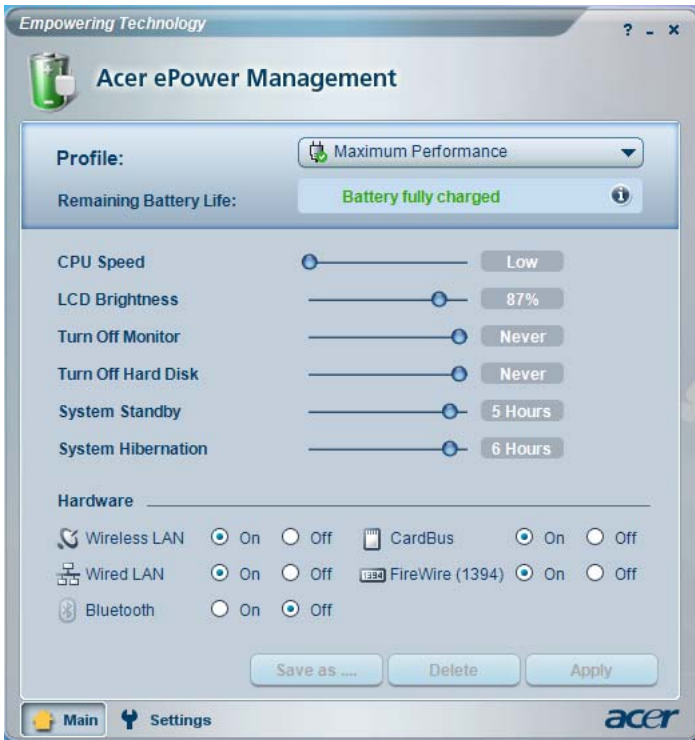 Empowering Technology
? - ×
Acer ePower Management
Profile: Maximum Performance
Remaining Battery Life: Battery fully charged
CPU Speed Low
LCD Brightness 87%
Turn Off Monitor Never
Turn Off Hard Disk Never
System Standby 5 Hours
System Hibernation 6 Hours
Hardware
Wireless LAN On Off CardBus On Off
Wired LAN On Off 1394 FireWire (1394) On Off
Bluetooth On Off
Save as .... Delete Apply
Main Settings acer